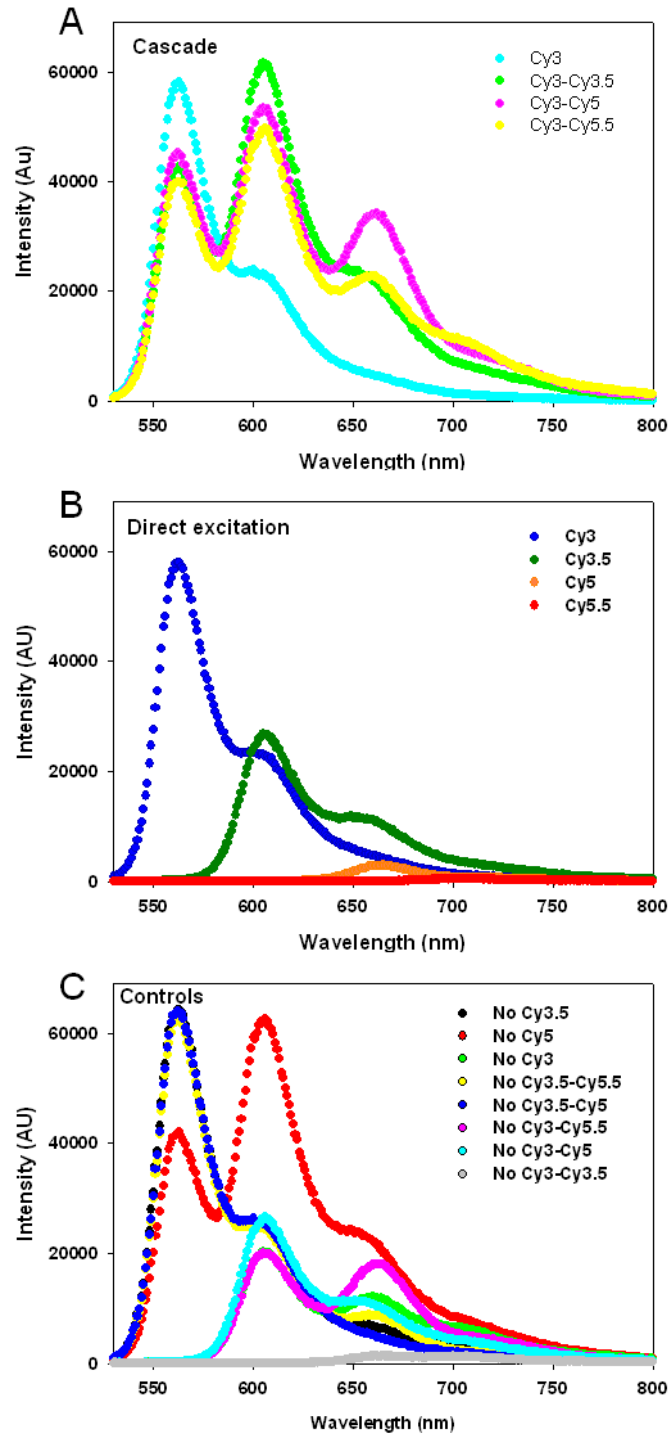 A
Cascade
Cy3
Cy3-Cy3.5
Cy3-Cy5
Cy3-Cy5.5
60000
40000
20000
0
Intensity (Au)
550 600 650 700 750 800
Wavelength (nm)
B
Direct excitation
Cy3
Cy3.5
Cy5
Cy5.5
60000
40000
20000
0
Intensity (AU)
550 600 650 700 750 800
Wavelength (nm)
C
Controls
No Cy3.5
No Cy5
No Cy3
No Cy3.5-Cy5.5
No Cy3.5-Cy5
No Cy3-Cy5.5
No Cy3-Cy5
No Cy3-Cy3.5
60000
40000
20000
0
Intensity (AU)
550 600 650 700 750 800
Wavelength (nm)